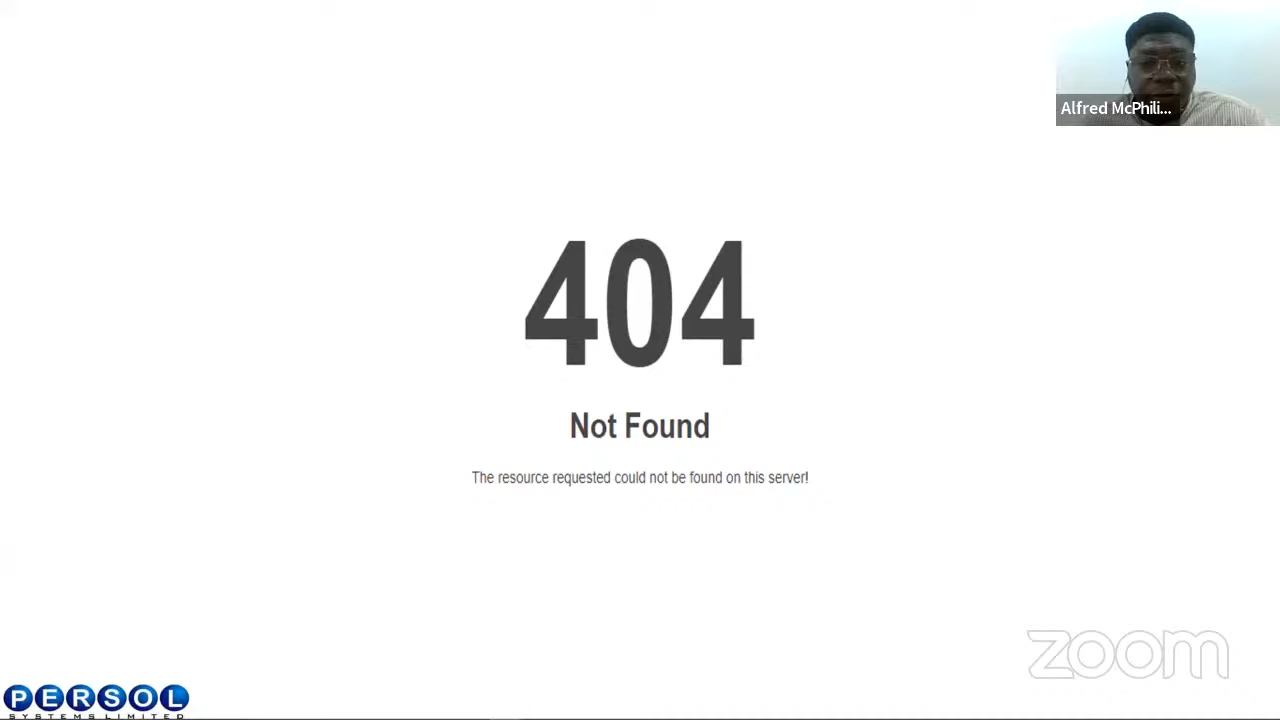 Alfred McPhili...
404
Not Found
The resource requested could not be found on this server!
zoom
PERSOL
SYSTEMS LIMITED